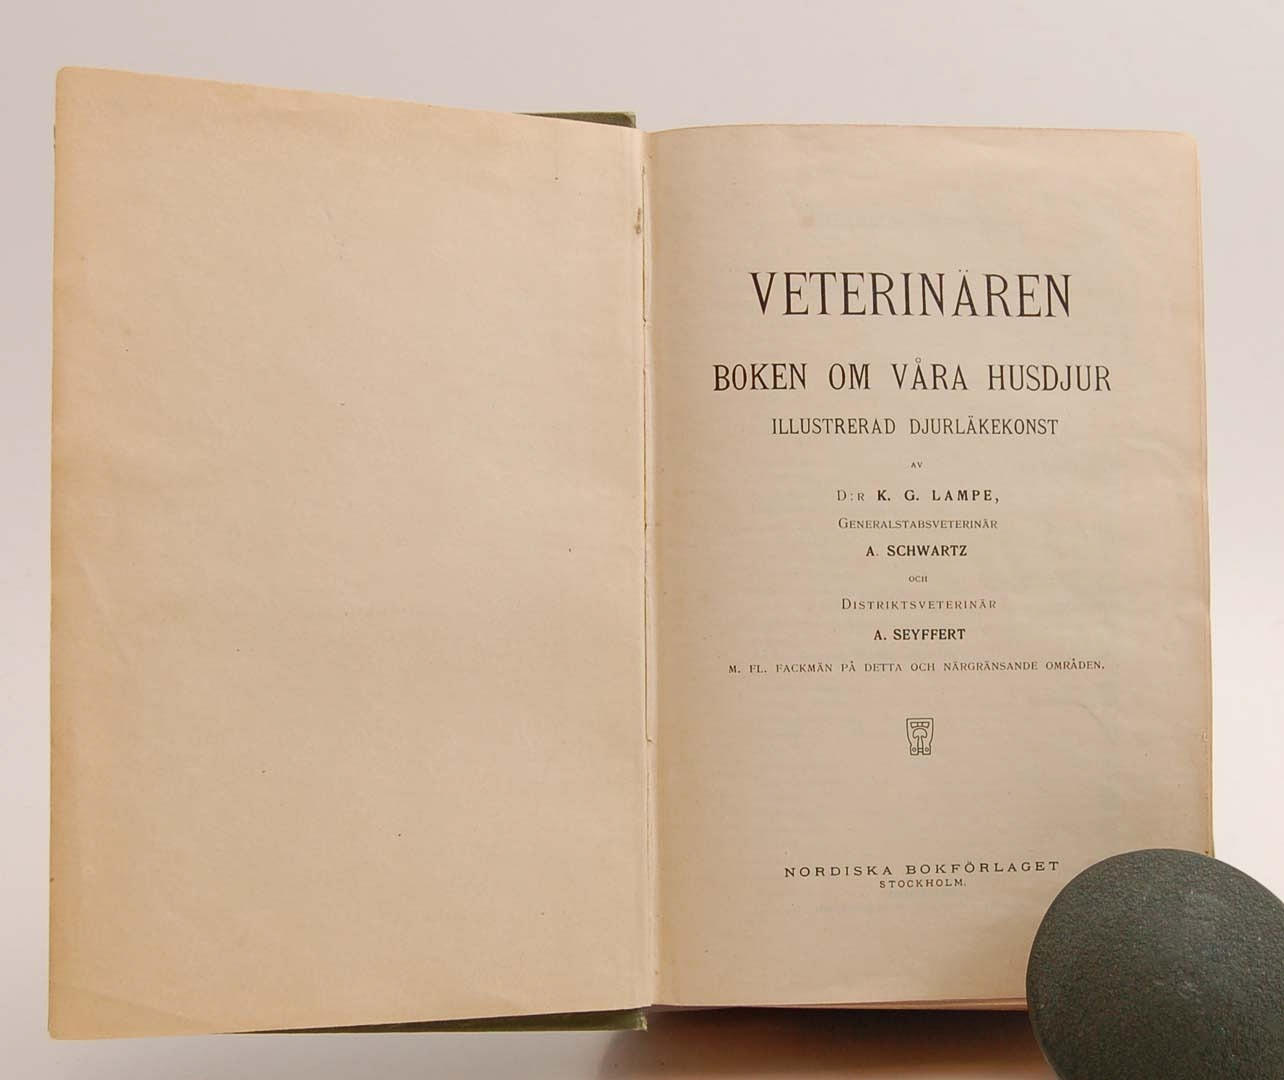 VETERINÄREN
BOKEN OM VÅRA HUSDJUR
ILLUSTRERAD DJURLÄKEKONST
AV
D:R K. G. LAMPE,
GENERALSTABSVETERINÄR
A. SCHWARTZ
OCH
DISTRIKTSVETERINÄR
A. SEYFFERT
M. FL. FACKMÄN PÅ DETTA OCH NÄRGRÄNSANDE OMRÅDEN.
NORDISKA BOKFÖRLAGET
STOCKHOLM.